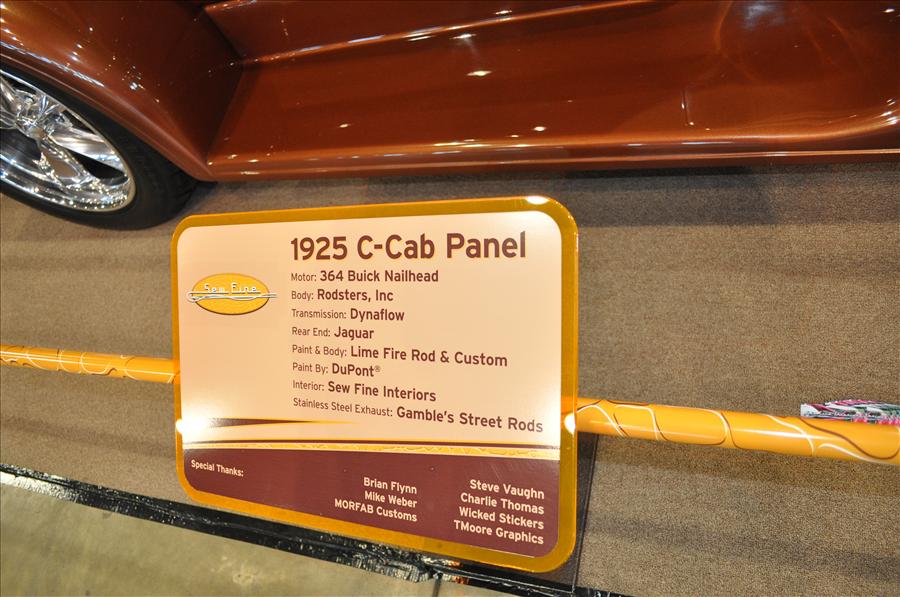 1925 C-Cab Panel
Sew Fine
Motor: 364 Buick Nailhead
Body: Rodsters, Inc
Transmission: Dynaflow
Rear End: Jaguar
Paint & Body: Lime Fire Rod & Custom
Paint By: DuPont®
Interior: Sew Fine Interiors
Stainless Steel Exhaust: Gamble's Street Rods
Special Thanks:
Brian Flynn
Mike Weber
MORFAB Customs
Steve Vaughn
Charlie Thomas
Wicked Stickers
TMoore Graphics